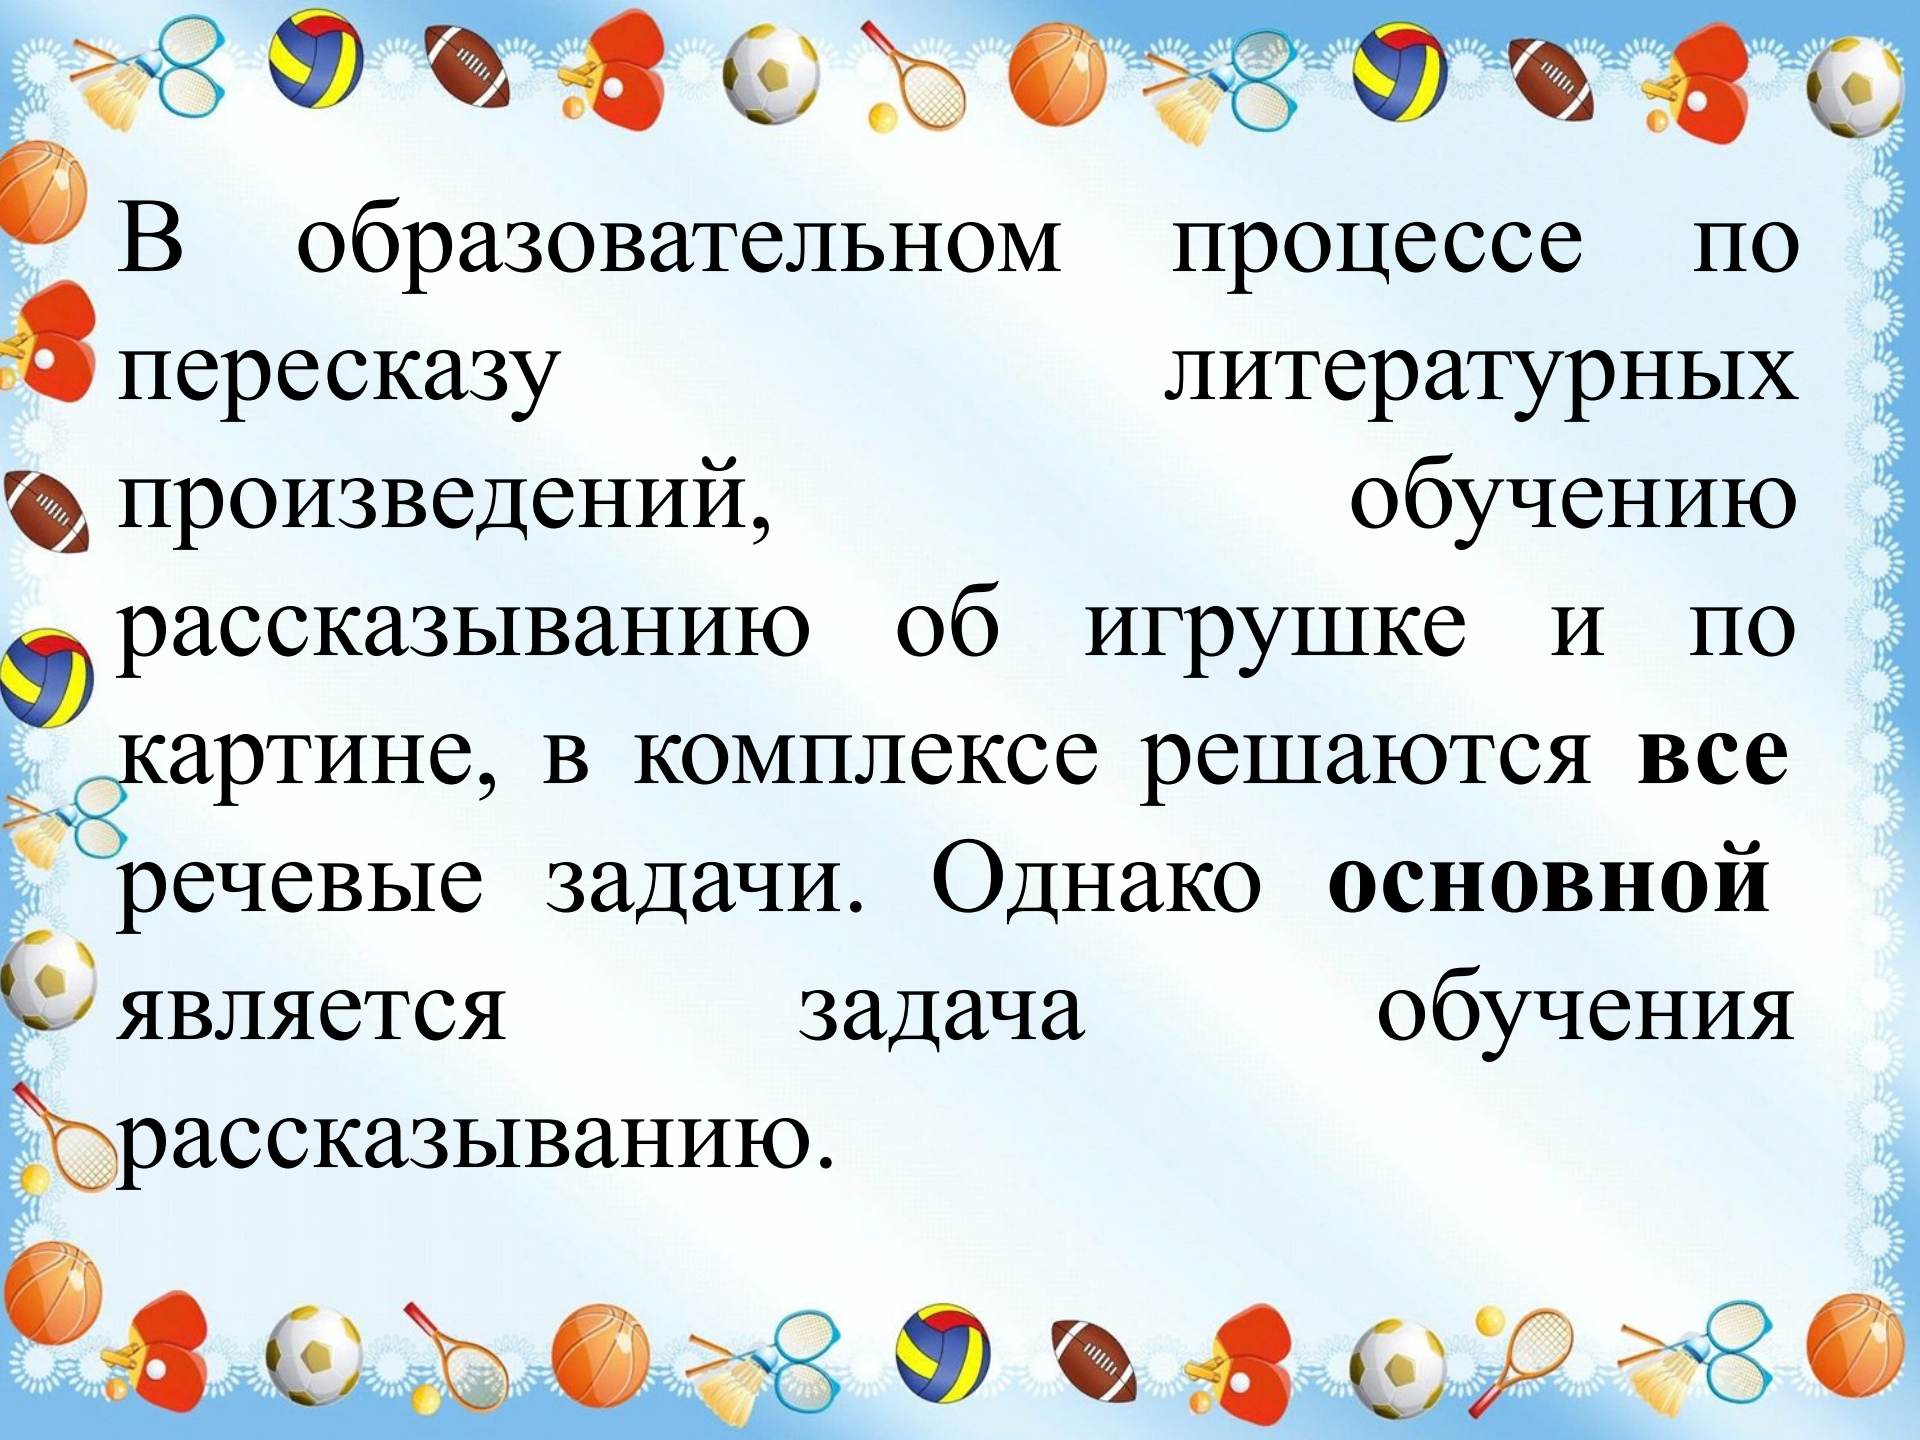 В образовательном процессе по
пересказу литературных
произведений, обучению
рассказыванию об игрушке и по
картине, в комплексе решаются все
речевые задачи. Однако основной
является задача обучения
рассказыванию.